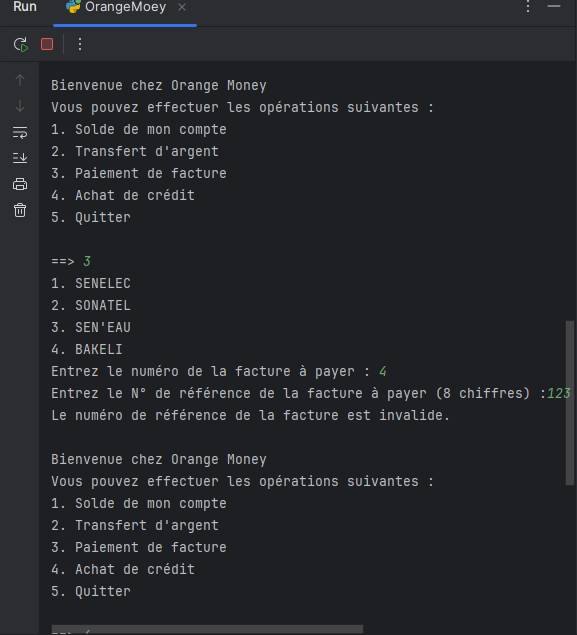 Run OrangeMoey
Bienvenue chez Orange Money
Vous pouvez effectuer les opérations suivantes :
1. Solde de mon compte
2. Transfert d'argent
3. Paiement de facture
4. Achat de crédit
5. Quitter
==> 3
1. SENELEC
2. SONATEL
3. SEN'EAU
4. BAKELI
Entrez le numéro de la facture à payer : 4
Entrez le N° de référence de la facture à payer (8 chiffres) :123
Le numéro de référence de la facture est invalide.
Bienvenue chez Orange Money
Vous pouvez effectuer les opérations suivantes :
1. Solde de mon compte
2. Transfert d'argent
3. Paiement de facture
4. Achat de crédit
5. Quitter